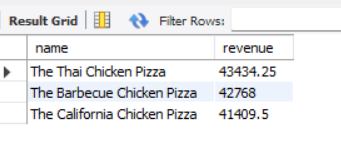 Result Grid Filter Rows:
name revenue
The Thai Chicken Pizza 43434.25
The Barbecue Chicken Pizza 42768
The California Chicken Pizza 41409.5